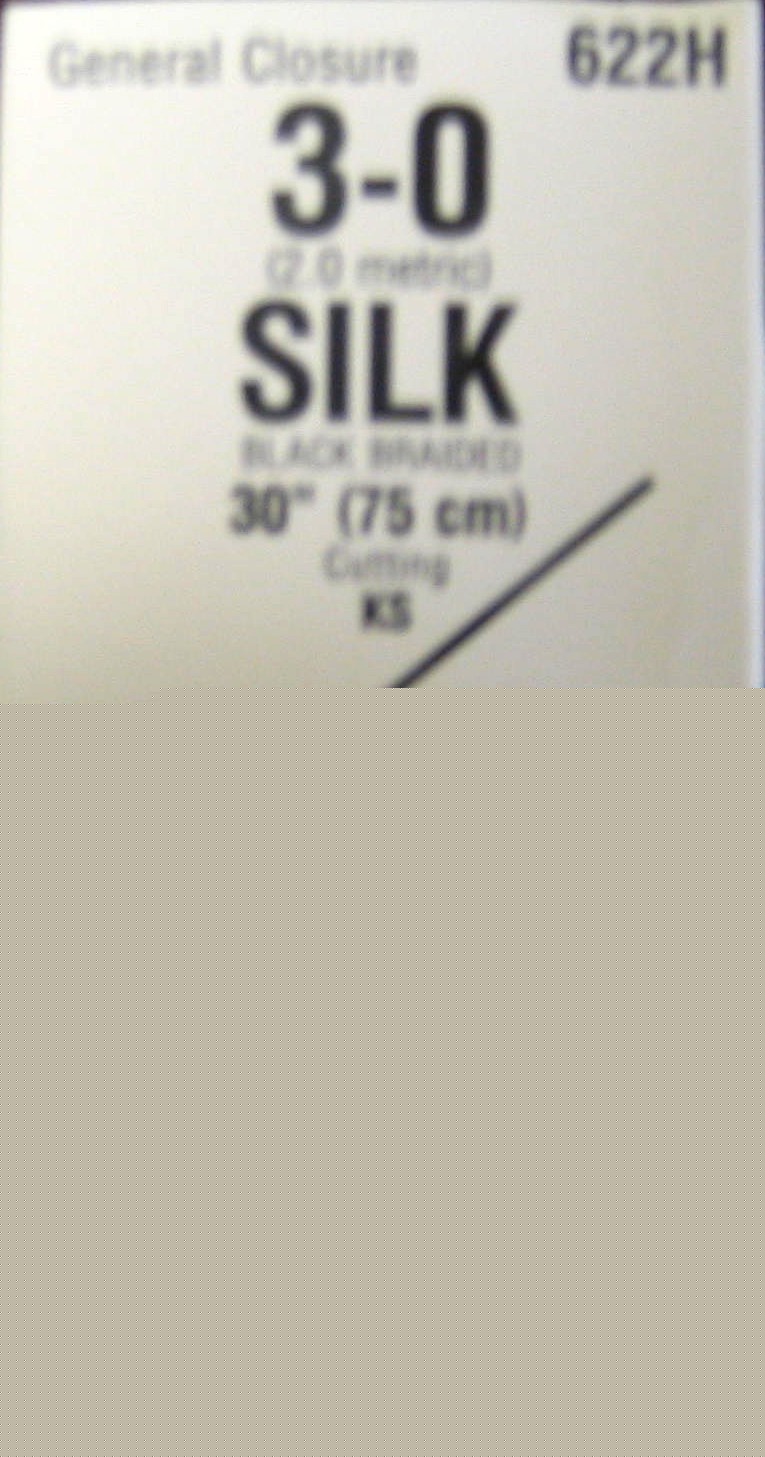 General Closure 622H
3-0
(2.0 metric)
SILK
BLACK BRAIDED
30" (75 cm)
Cutting
KS